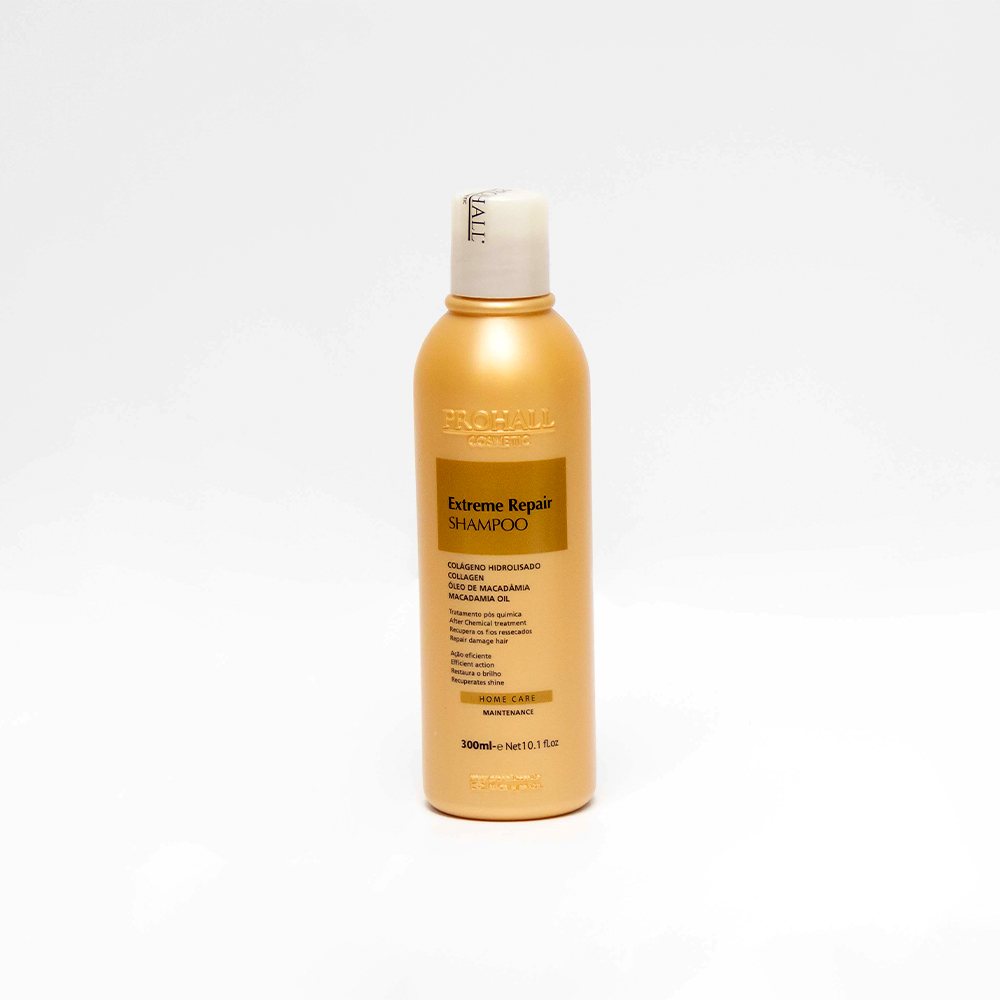 HALL
PROHALL
COSMETIC
Extreme Repair
SHAMPOO
COLÁGENO HIDROLISADO
COLLAGEN
ÓLEO DE MACADÂMIA
MACADAMIA OIL
Tratamento pós química
After Chemical treatment
Recupera os fios ressecados
Repair damage hair
Ação eficiente
Efficient action
Restaura o brilho
Recuperates shine
HOME CARE
MAINTENANCE
300ml-e Net10.1 fl.oz